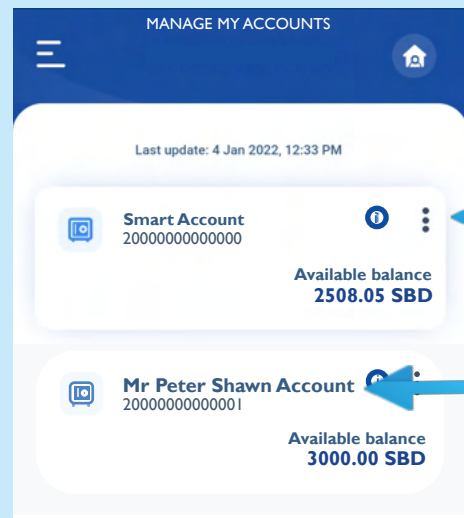 MANAGE MY ACCOUNTS
Last update: 4 Jan 2022, 12:33 PM
Smart Account
20000000000000
Available balance
2508.05 SBD
Mr Peter Shawn Account
2000000000001
Available balance
3000.00 SBD